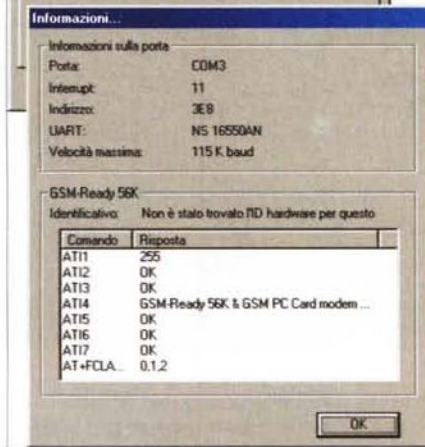 Informazioni...
Informazioni sulla porta
Porta: COM3
Interrupt: 11
Indirizzo: 3E8
UART: NS 16550AN
Velocità massima: 115 K baud
GSM-Ready 56K
Identificativo: Non è stato trovato l'ID hardware per questo
Comando Risposta
ATI1 255
ATI2 OK
ATI3 OK
ATI4 GSM-Ready 56K & GSM PC Card modem ...
ATI5 OK
ATI6 OK
ATI7 OK
AT+FCLA... 0,1,2
OK